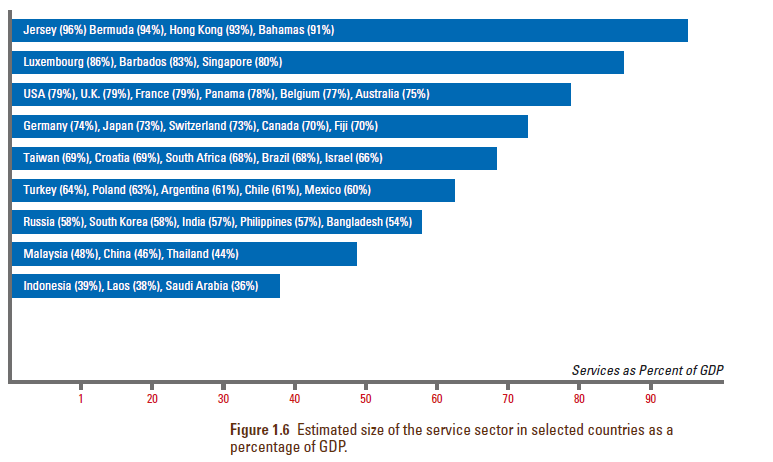 Jersey (96%) Bermuda (94%), Hong Kong (93%), Bahamas (91%)
Luxembourg (86%), Barbados (83%), Singapore (80%)
USA (79%), U.K. (79%), France (79%), Panama (78%), Belgium (77%), Australia (75%)
Germany (74%), Japan (73%), Switzerland (73%), Canada (70%), Fiji (70%)
Taiwan (69%), Croatia (69%), South Africa (68%), Brazil (68%), Israel (66%)
Turkey (64%), Poland (63%), Argentina (61%), Chile (61%), Mexico (60%)
Russia (58%), South Korea (58%), India (57%), Philippines (57%), Bangladesh (54%)
Malaysia (48%), China (46%), Thailand (44%)
Indonesia (39%), Laos (38%), Saudi Arabia (36%)
Services as Percent of GDP
1 20 30 40 50 60 70 80 90
Figure 1.6 Estimated size of the service sector in selected countries as a
percentage of GDP.